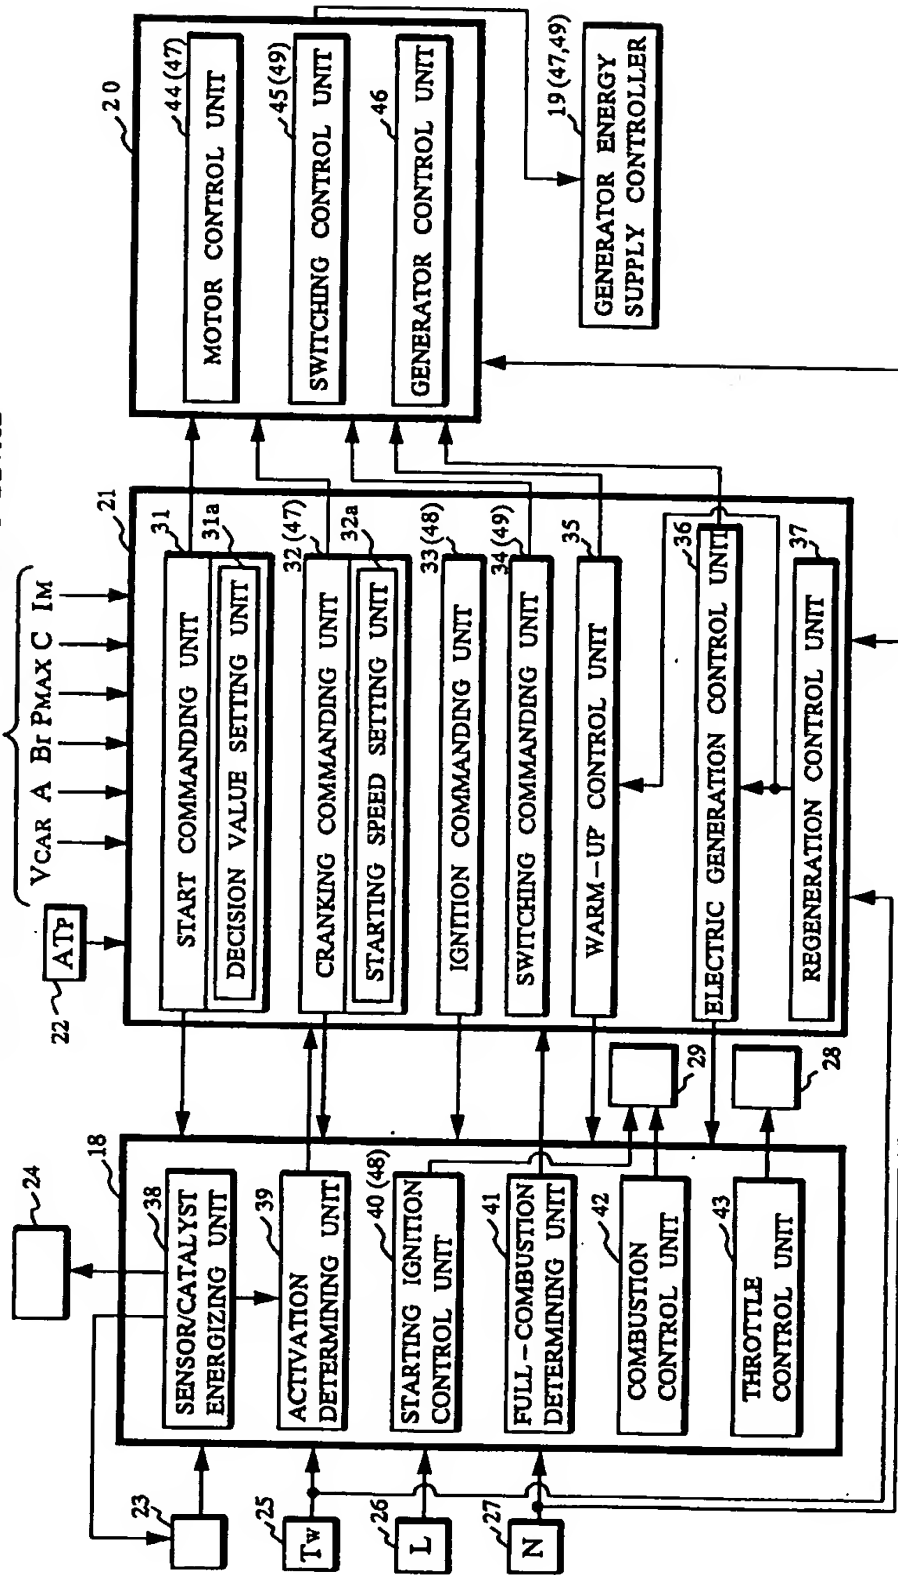 VCAR A Br PMAX C IM
22
ATP
21
START COMMANDING UNIT
31
DECISION VALUE SETTING UNIT
31a
CRANKING COMMANDING UNIT
32 (47)
STARTING SPEED SETTING UNIT
32a
IGNITION COMMANDING UNIT
33 (48)
SWITCHING COMMANDING UNIT
34 (49)
WARM-UP CONTROL UNIT
35
ELECTRIC GENERATION CONTROL UNIT
36
REGENERATION CONTROL UNIT
37
20
MOTOR CONTROL UNIT
44 (47)
SWITCHING CONTROL UNIT
45 (49)
GENERATOR CONTROL UNIT
46
19 (47,49)
GENERATOR ENERGY
SUPPLY CONTROLLER
24
18
SENSOR/CATALYST
ENERGIZING UNIT
38
ACTIVATION
DETERMINING UNIT
39
STARTING IGNITION
CONTROL UNIT
40 (48)
FULL-COMBUSTION
DETERMINING UNIT
41
COMBUSTION
CONTROL UNIT
42
THROTTLE
CONTROL UNIT
43
29
28
23
25
TW
26
L
27
N